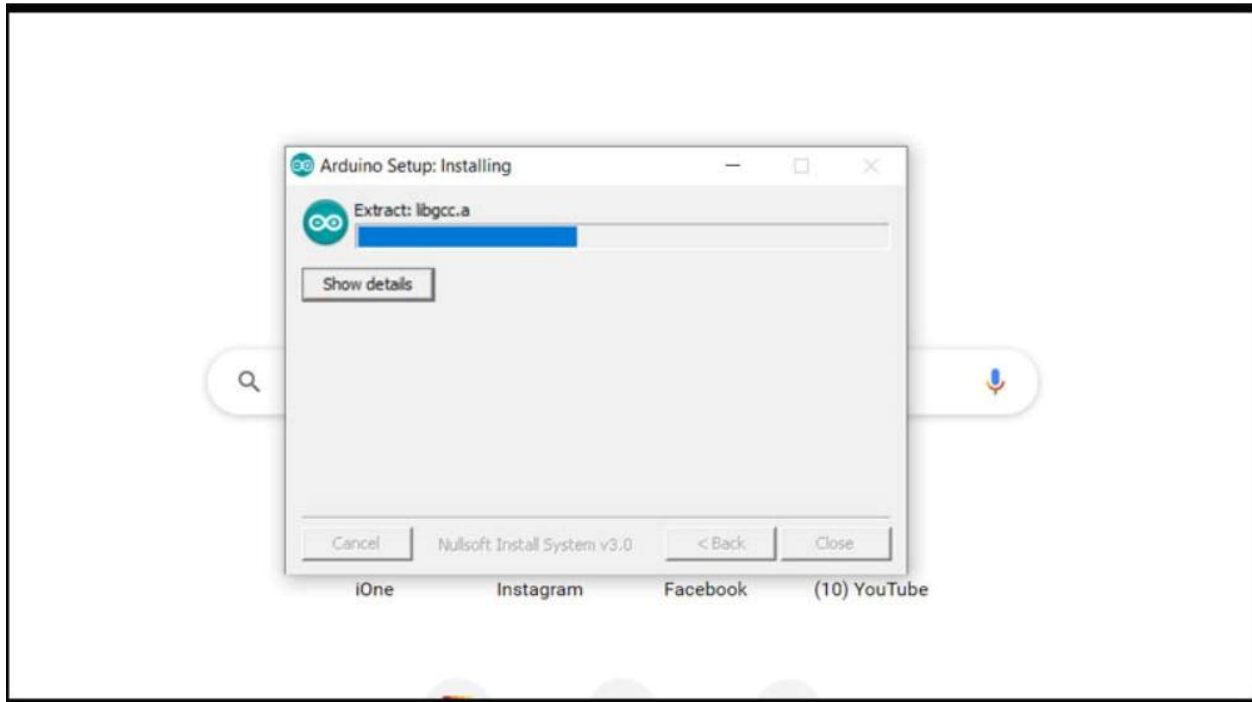 Arduino Setup: Installing
Extract: libgcc.a
Show details
Cancel
Nullsoft Install System v3.0
< Back
Close
iOne
Instagram
Facebook
(10) YouTube